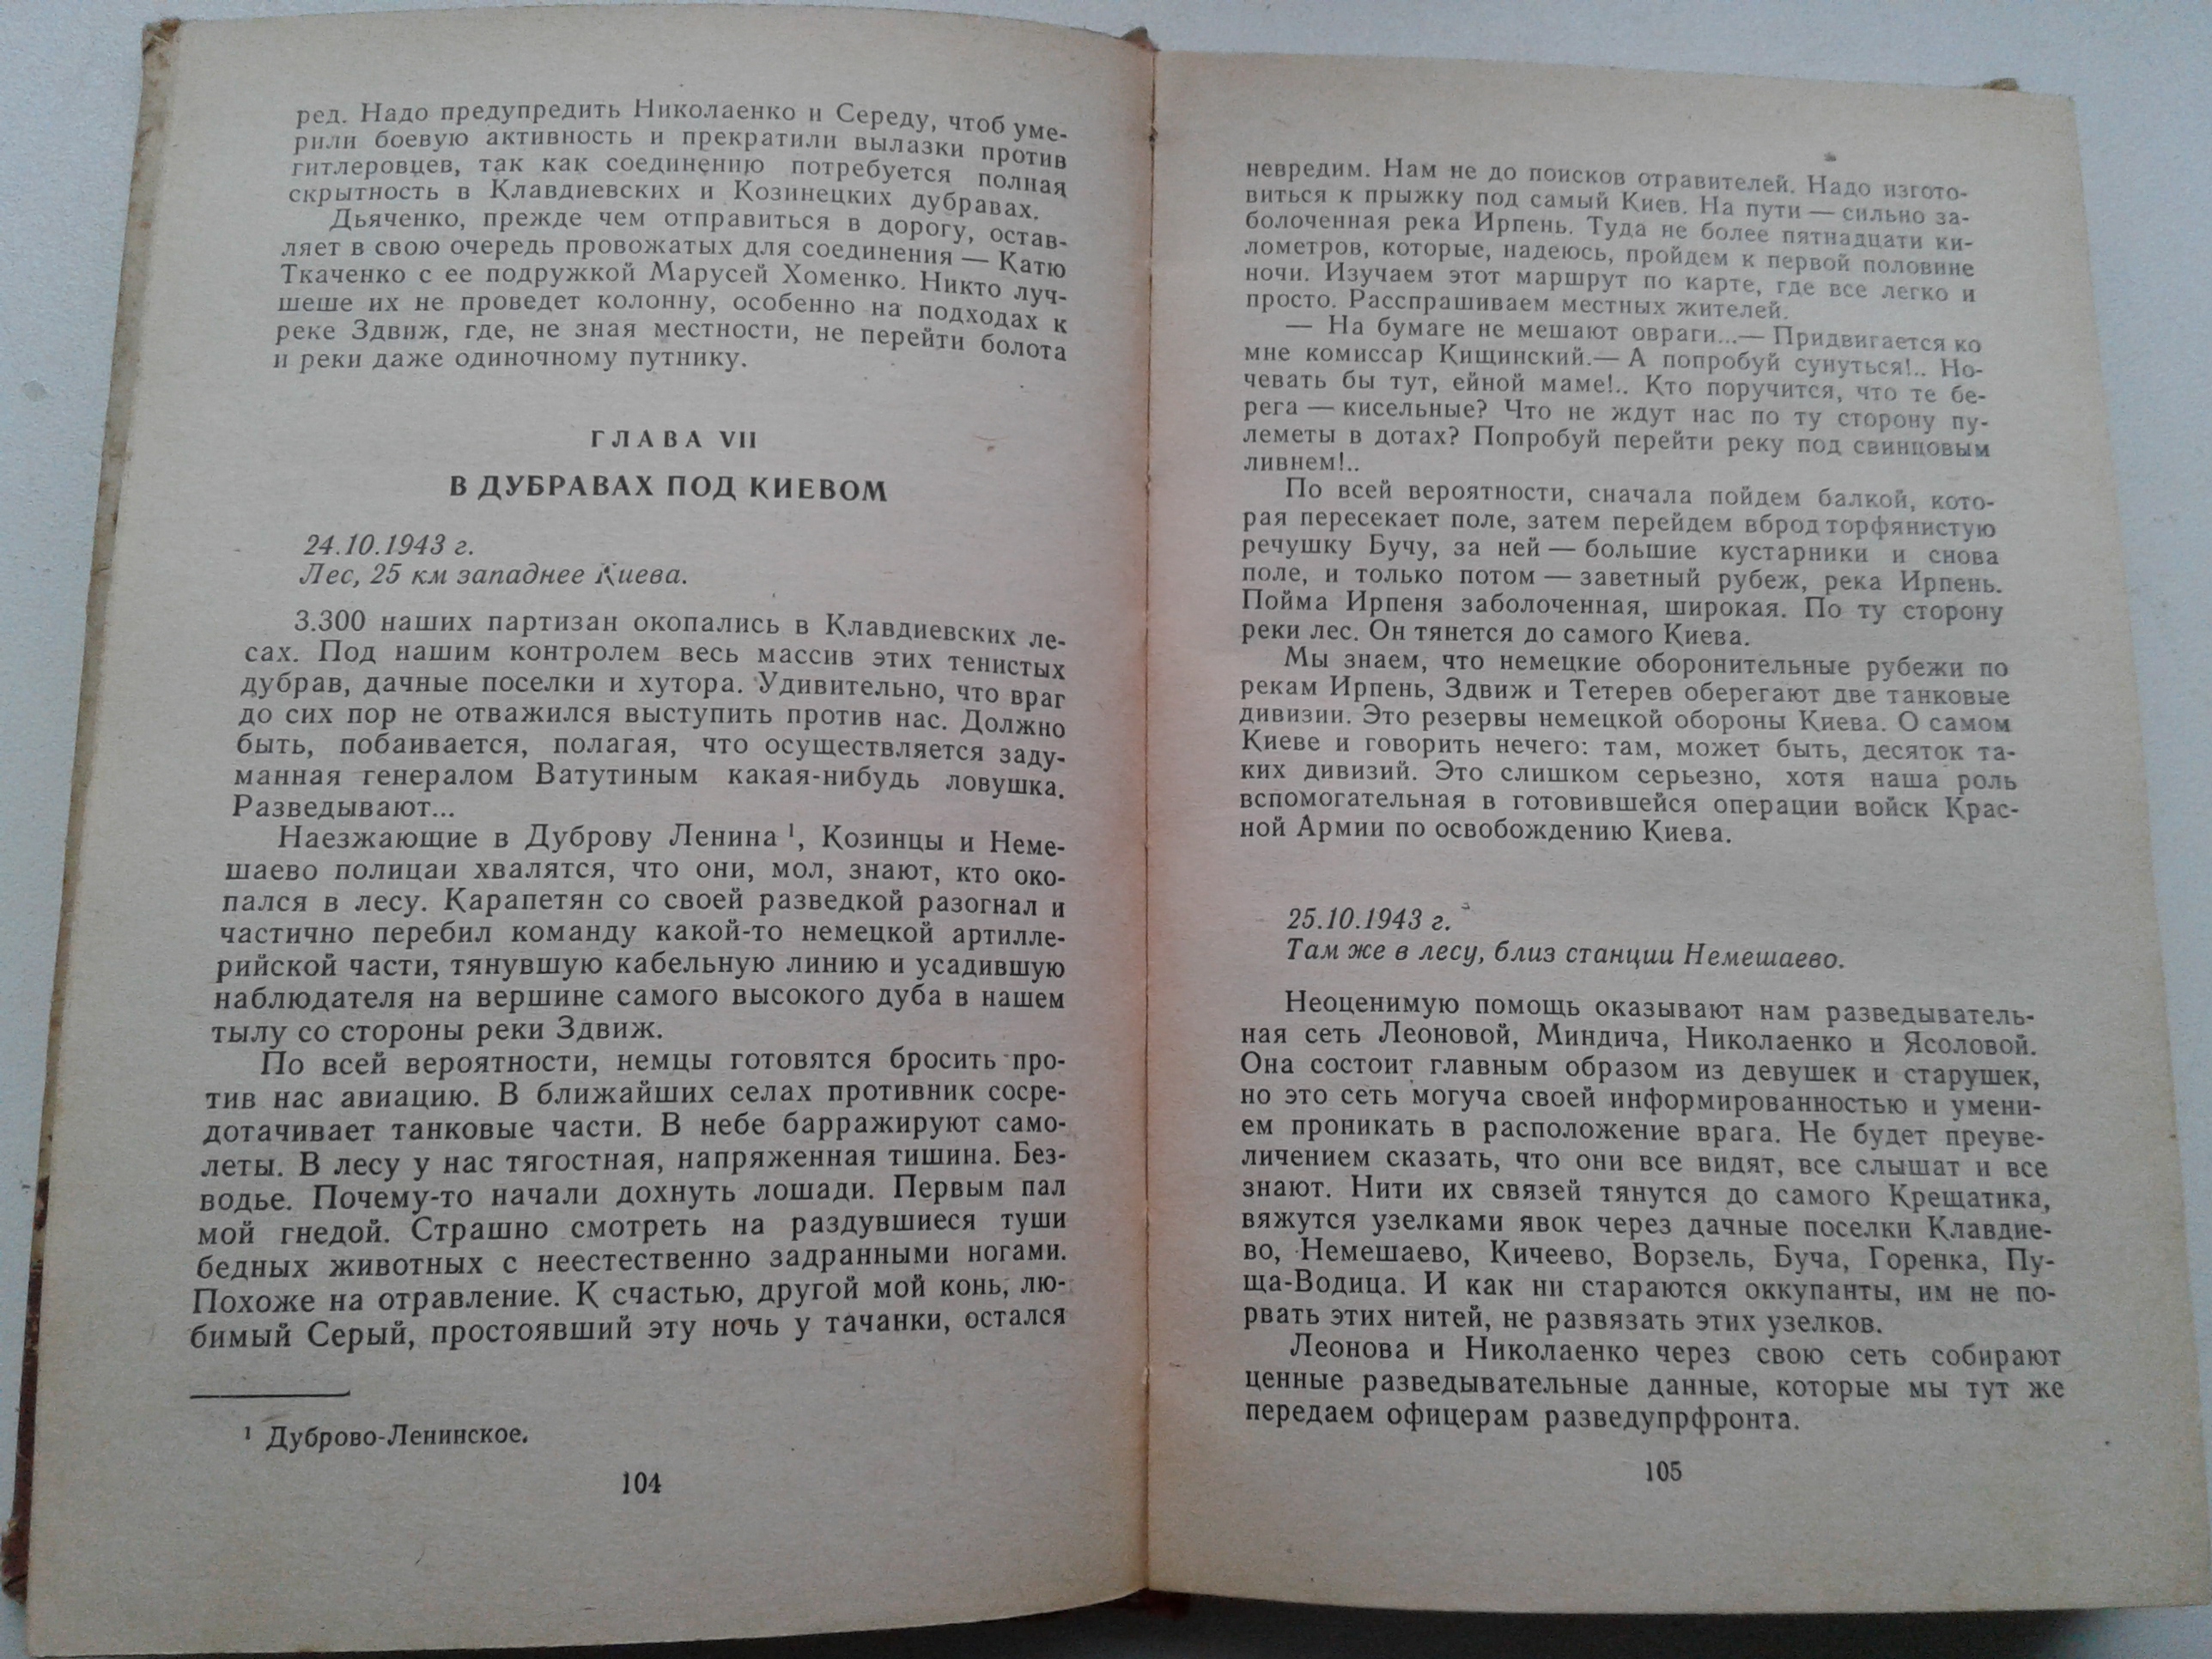 ред. Надо предупредить Николаенко и Середу, чтоб уме-
рили боевую активность и прекратили вылазки против
гитлеровцев, так как соединению потребуется полная
скрытность в Клавдиевских и Козинецких дубравах.
Дьяченко, прежде чем отправиться в дорогу, остав-
ляет в свою очередь провожатых для соединения — Катю
Ткаченко с ее подружкой Марусей Хоменко. Никто луч-
шеше их не проведет колонну, особенно на подходах к
реке Здвиж, где, не зная местности, не перейти болота
и реки даже одиночному путнику.
ГЛАВА VII
В ДУБРАВАХ ПОД КИЕВОМ
24.10.1943 г.
Лес, 25 км западнее Киева.
3.300 наших партизан окопались в Клавдиевских ле-
сах. Под нашим контролем весь массив этих тенистых
дубрав, дачные поселки и хутора. Удивительно, что враг
до сих пор не отважился выступить против нас. Должно
быть, побаивается, полагая, что осуществляется заду-
манная генералом Ватутиным какая-нибудь ловушка.
Разведывают...
Наезжающие в Дуброву Ленина ¹, Козинцы и Неме-
шаево полицаи хвалятся, что они, мол, знают, кто око-
пался в лесу. Карапетян со своей разведкой разогнал и
частично перебил команду какой-то немецкой артилле-
рийской части, тянувшую кабельную линию и усадившую
наблюдателя на вершине самого высокого дуба в нашем
тылу со стороны реки Здвиж.
По всей вероятности, немцы готовятся бросить про-
тив нас авиацию. В ближайших селах противник сосре-
дотачивает танковые части. В небе барражируют само-
леты. В лесу у нас тягостная, напряженная тишина. Без-
водье. Почему-то начали дохнуть лошади. Первым пал
мой гнедой. Страшно смотреть на раздувшиеся туши
бедных животных с неестественно задранными ногами.
Похоже на отравление. К счастью, другой мой конь, лю-
бимый Серый, простоявший эту ночь у тачанки, остался
¹ Дуброво-Ленинское.
104
невредим. Нам не до поисков отравителей. Надо изгото-
виться к прыжку под самый Киев. На пути — сильно за-
болоченная река Ирпень. Туда не более пятнадцати ки-
лометров, которые, надеюсь, пройдем к первой половине
ночи. Изучаем этот маршрут по карте, где все легко и
просто. Расспрашиваем местных жителей.
— На бумаге не мешают овраги...— Придвигается ко
мне комиссар Кищинский.— А попробуй сунуться!.. Но-
чевать бы тут, ейной маме!.. Кто поручится, что те бе-
рега — кисельные? Что не ждут нас по ту сторону пу-
леметы в дотах? Попробуй перейти реку под свинцовым
ливнем!..
По всей вероятности, сначала пойдем балкой, кото-
рая пересекает поле, затем перейдем вброд торфянистую
речушку Бучу, за ней — большие кустарники и снова
поле, и только потом — заветный рубеж, река Ирпень.
Пойма Ирпеня заболоченная, широкая. По ту сторону
реки лес. Он тянется до самого Киева.
Мы знаем, что немецкие оборонительные рубежи по
рекам Ирпень, Здвиж и Тетерев оберегают две танковые
дивизии. Это резервы немецкой обороны Киева. О самом
Киеве и говорить нечего: там, может быть, десяток та-
ких дивизий. Это слишком серьезно, хотя наша роль
вспомогательная в готовившейся операции войск Крас-
ной Армии по освобождению Киева.
25.10.1943 г.
Там же в лесу, близ станции Немешаево.
Неоценимую помощь оказывают нам разведыватель-
ная сеть Леоновой, Миндича, Николаенко и Ясоловой.
Она состоит главным образом из девушек и старушек,
но это сеть могуча своей информированностью и умени-
ем проникать в расположение врага. Не будет преуве-
личением сказать, что они все видят, все слышат и все
знают. Нити их связей тянутся до самого Крещатика,
вяжутся узелками явок через дачные поселки Клавдие-
во, Немешаево, Кичеево, Ворзель, Буча, Горенка, Пу-
ща-Водица. И как ни стараются оккупанты, им не по-
рвать этих нитей, не развязать этих узелков.
Леонова и Николаенко через свою сеть собирают
ценные разведывательные данные, которые мы тут же
передаем офицерам разведупрфронта.
105